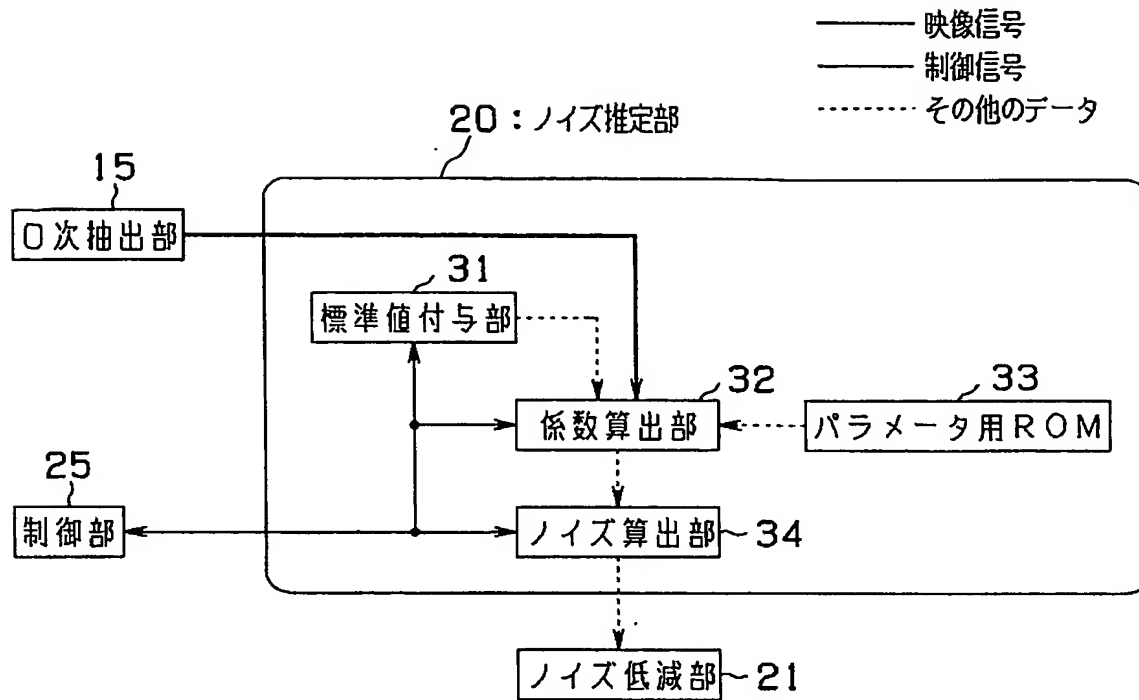 映像信号
制御信号
その他のデータ
20：ノイズ推定部
15
0次抽出部
31
標準値付与部
32
係数算出部
33
パラメータ用ROM
25
制御部
ノイズ算出部
34
ノイズ低減部
21